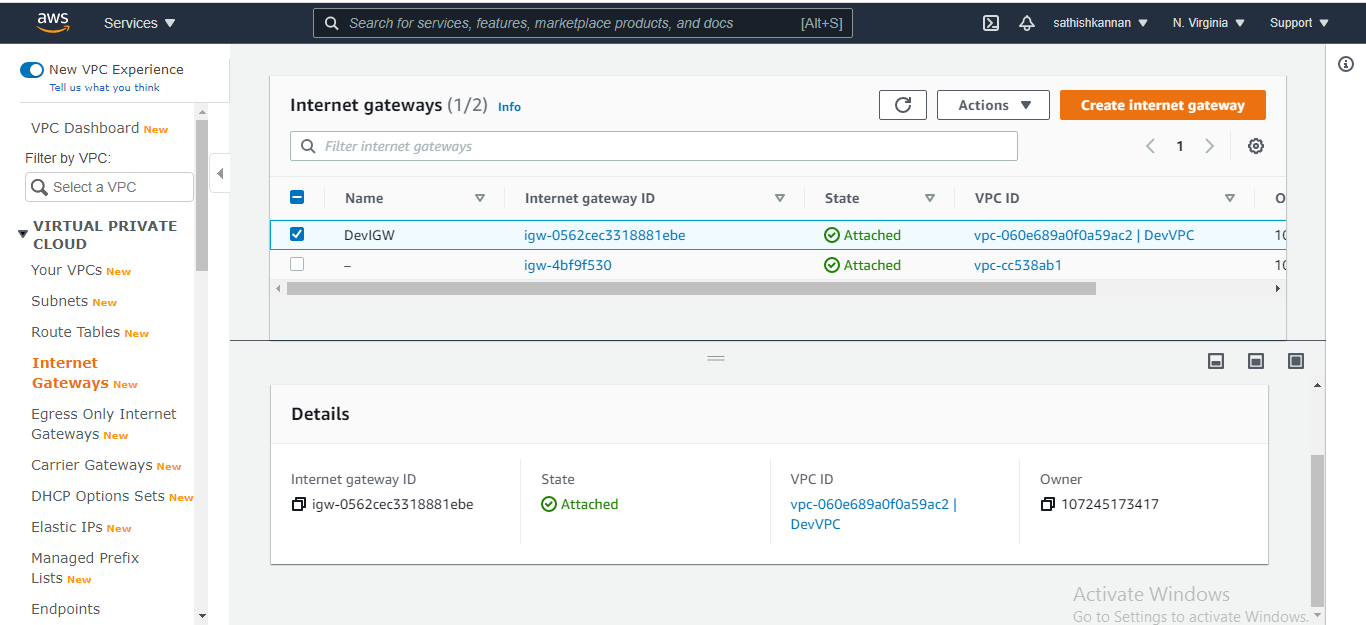 aws Services Search for services, features, marketplace products, and docs [Alt+S] sathishkannan N. Virginia Support
New VPC Experience
Tell us what you think
VPC Dashboard New
Filter by VPC:
Select a VPC
VIRTUAL PRIVATE
CLOUD
Your VPCs New
Subnets New
Route Tables New
Internet
Gateways New
Egress Only Internet
Gateways New
Carrier Gateways New
DHCP Options Sets New
Elastic IPs New
Managed Prefix
Lists New
Endpoints
Internet gateways (1/2) Info Actions Create internet gateway
Filter internet gateways 1
Name Internet gateway ID State VPC ID
DevIGW igw-0562cec3318881ebe Attached vpc-060e689a0f0a59ac2 | DevVPC
– igw-4bf9f530 Attached vpc-cc538ab1
Details
Internet gateway ID State VPC ID Owner
igw-0562cec3318881ebe Attached vpc-060e689a0f0a59ac2 | 107245173417
DevVPC
Activate Windows
Go to Settings to activate Windows.